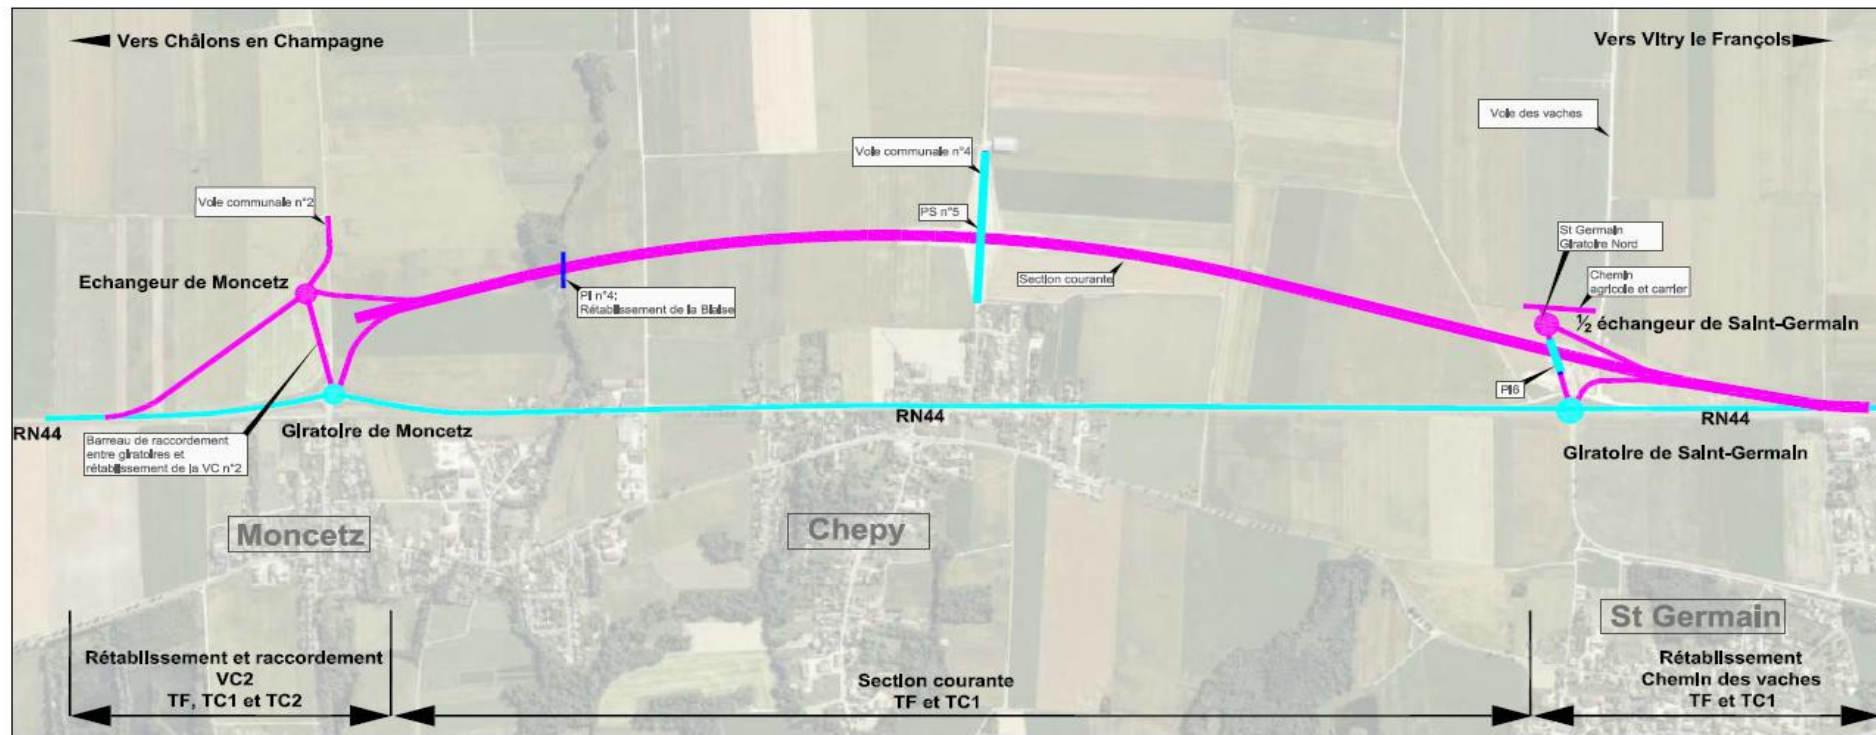 Vers Châlons en Champagne
Vers Vitry le François
Voie des vaches
Voie communale n°4
Voie communale n°2
PS n°5
St Germain
Giratoire Nord
Echangeur de Moncetz
Section courante
Chemin
agricole et carrier
PI n°4:
Rétablissement de la Blaise
½ échangeur de Saint-Germain
PI6
RN44
RN44
RN44
Giratoire de Moncetz
Barreau de raccordement
entre giratoires et
rétablissement de la VC n°2
Giratoire de Saint-Germain
Moncetz
Chepy
St Germain
Rétablissement et raccordement
VC2
TF, TC1 et TC2
Section courante
TF et TC1
Rétablissement
Chemin des vaches
TF et TC1